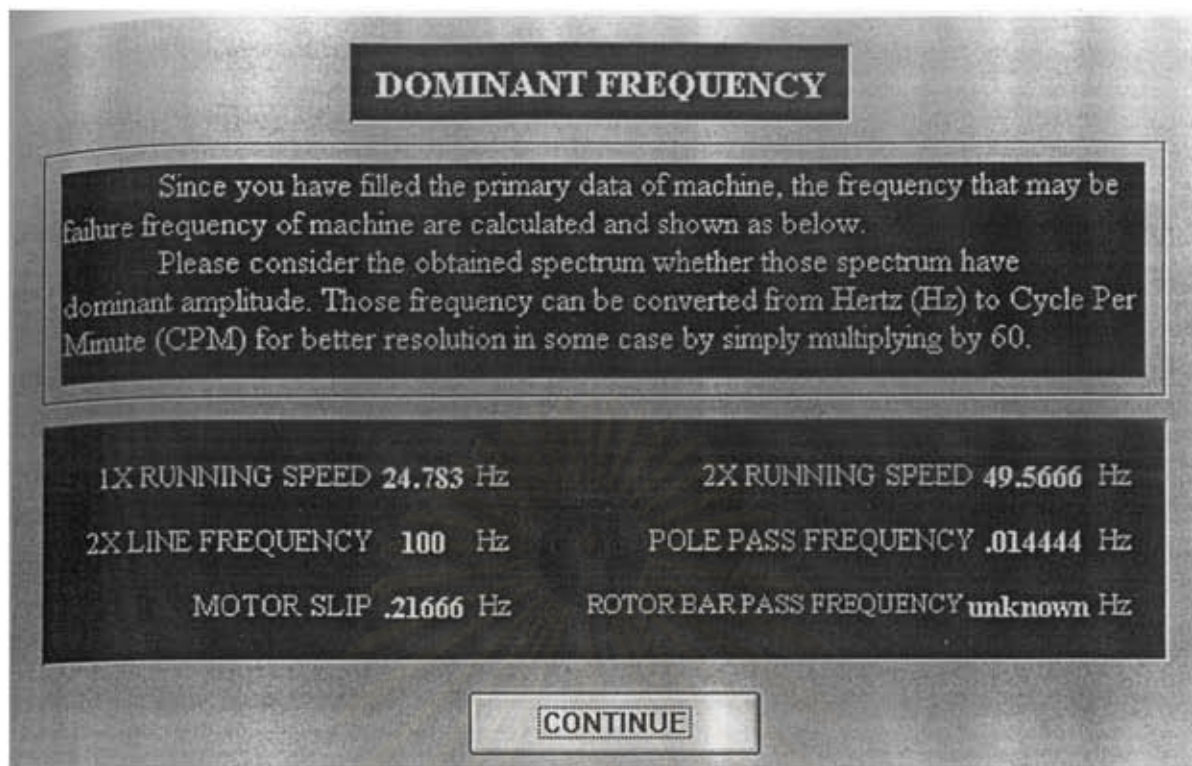 DOMINANT FREQUENCY
Since you have filled the primary data of machine, the frequency that may be
failure frequency of machine are calculated and shown as below.
Please consider the obtained spectrum whether those spectrum have
dominant amplitude. Those frequency can be converted from Hertz (Hz) to Cycle Per
Minute (CPM) for better resolution in some case by simply multiplying by 60.
1X RUNNING SPEED 24.783 Hz 2X RUNNING SPEED 49.5666 Hz
2X LINE FREQUENCY 100 Hz POLE PASS FREQUENCY .014444 Hz
MOTOR SLIP .21666 Hz ROTOR BAR PASS FREQUENCY unknown Hz
CONTINUE